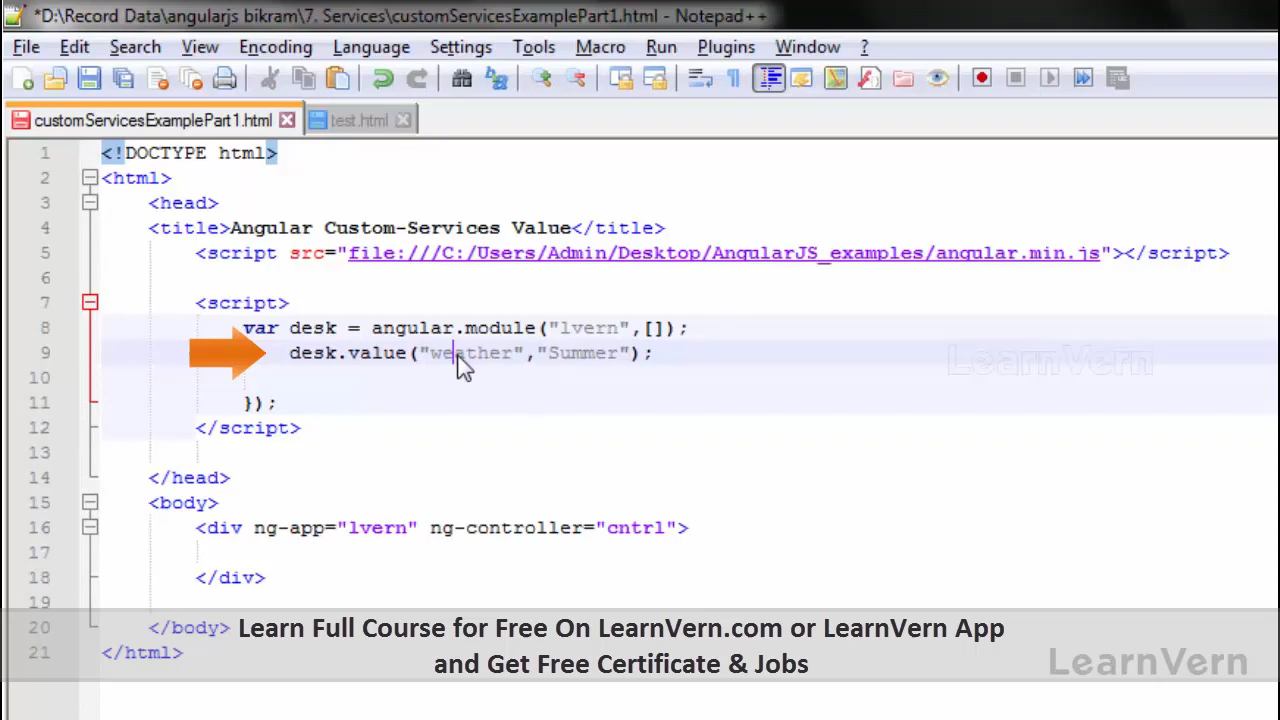 *D:\Record Data\angularjs bikram\7. Services\customServicesExamplePart1.html - Notepad++
File Edit Search View Encoding Language Settings Tools Macro Run Plugins Window ?
customServicesExamplePart1.html test.html
1 <!DOCTYPE html>
2 <html>
3 <head>
4 <title>Angular Custom-Services Value</title>
5 <script src="file:///C:/Users/Admin/Desktop/AngularJS_examples/angular.min.js"></script>
6
7 <script>
8 var desk = angular.module("lvern",[]);
9 desk.value("weather","Summer"); LearnVern
10
11 });
12 </script>
13
14 </head>
15 <body>
16 <div ng-app="lvern" ng-controller="cntrl">
17
18 </div>
19
20 </body>
21 </html>
Learn Full Course for Free On LearnVern.com or LearnVern App
and Get Free Certificate & Jobs
LearnVern